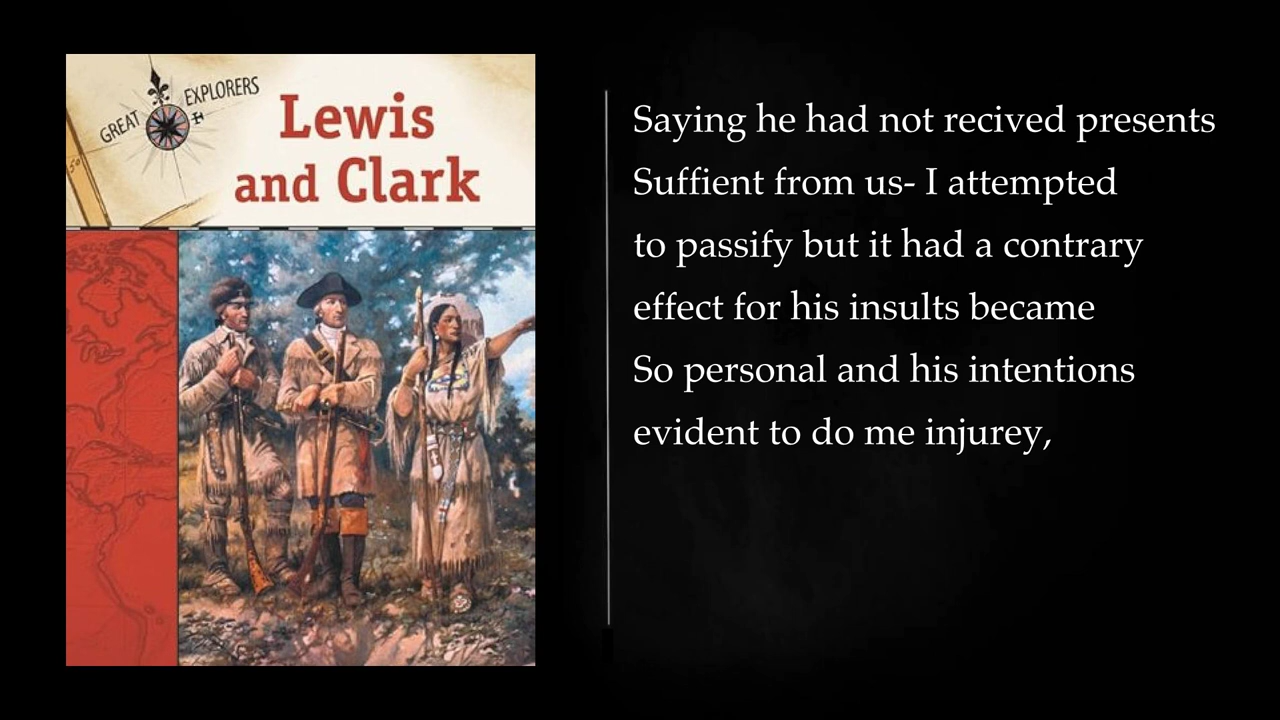 GREAT EXPLORERS
Lewis
and Clark
Saying he had not recived presents
Suffient from us- I attempted
to passify but it had a contrary
effect for his insults became
So personal and his intentions
evident to do me injurey,